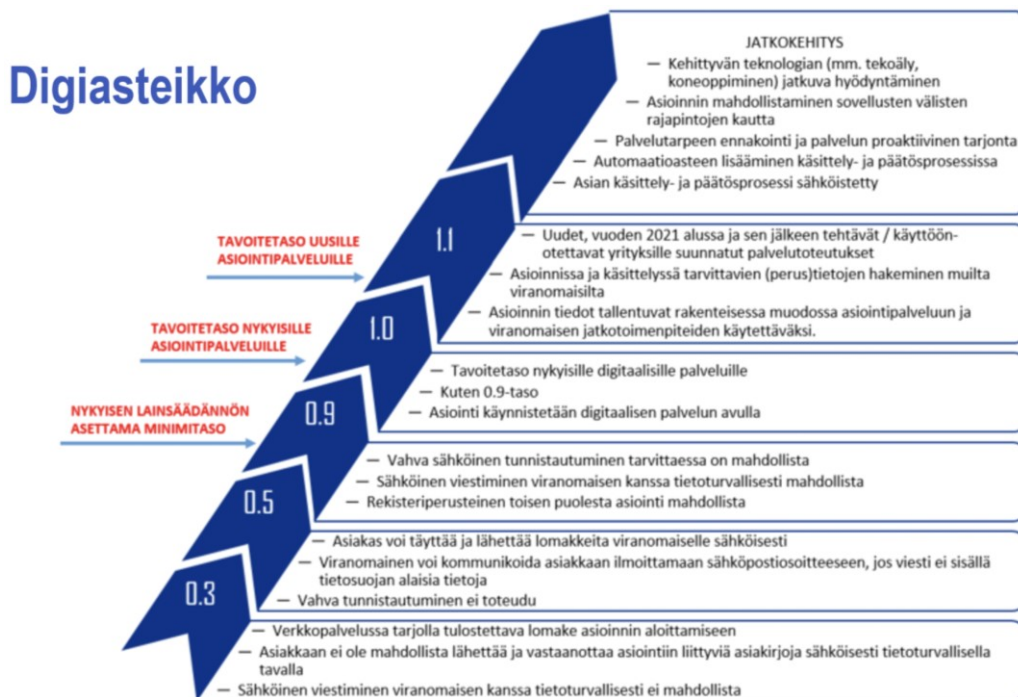 Digiasteikko
JATKOKEHITYS
— Kehittyvän teknologian (mm. tekoäly,
koneoppiminen) jatkuva hyödyntäminen
— Asioinnin mahdollistaminen sovellusten välisten
rajapintojen kautta
— Palvelutarpeen ennakointi ja palvelun proaktiivinen tarjonta
— Automaatioasteen lisääminen käsittely- ja päätösprosessissa
— Asian käsittely- ja päätösprosessi sähköistetty
TAVOITETASO UUSILLE
ASIOINTIPALVELUILLE
1.1
— Uudet, vuoden 2021 alussa ja sen jälkeen tehtävät / käyttöön-
otettavat yrityksille suunnatut palvelutoteutukset
— Asioinnissa ja käsittelyssä tarvittavien (perus)tietojen hakeminen muilta
viranomaisilta
— Asioinnin tiedot tallentuvat rakenteisessa muodossa asiointipalveluun ja
viranomaisen jatkotoimenpiteiden käytettäväksi.
TAVOITETASO NYKYISILLE
ASIOINTIPALVELUILLE
1.0
— Tavoitetaso nykyisille digitaalisille palveluille
— Kuten 0.9-taso
— Asiointi käynnistetään digitaalisen palvelun avulla
NYKYISEN LAINSÄÄDÄNNÖN
ASETTAMA MINIMITASO
0.9
— Vahva sähköinen tunnistautuminen tarvittaessa on mahdollista
— Sähköinen viestiminen viranomaisen kanssa tietoturvallisesti mahdollista
— Rekisteriperusteinen toisen puolesta asiointi mahdollista
0.5
— Asiakas voi täyttää ja lähettää lomakkeita viranomaiselle sähköisesti
— Viranomainen voi kommunikoida asiakkaan ilmoittamaan sähköpostiosoitteeseen, jos viesti ei sisällä
tietosuojan alaisia tietoja
— Vahva tunnistautuminen ei toteudu
0.3
— Verkkopalvelussa tarjolla tulostettava lomake asioinnin aloittamiseen
— Asiakkaan ei ole mahdollista lähettää ja vastaanottaa asiointiin liittyviä asiakirjoja sähköisesti tietoturvallisella
tavalla
— Sähköinen viestiminen viranomaisen kanssa tietoturvallisesti ei mahdollista